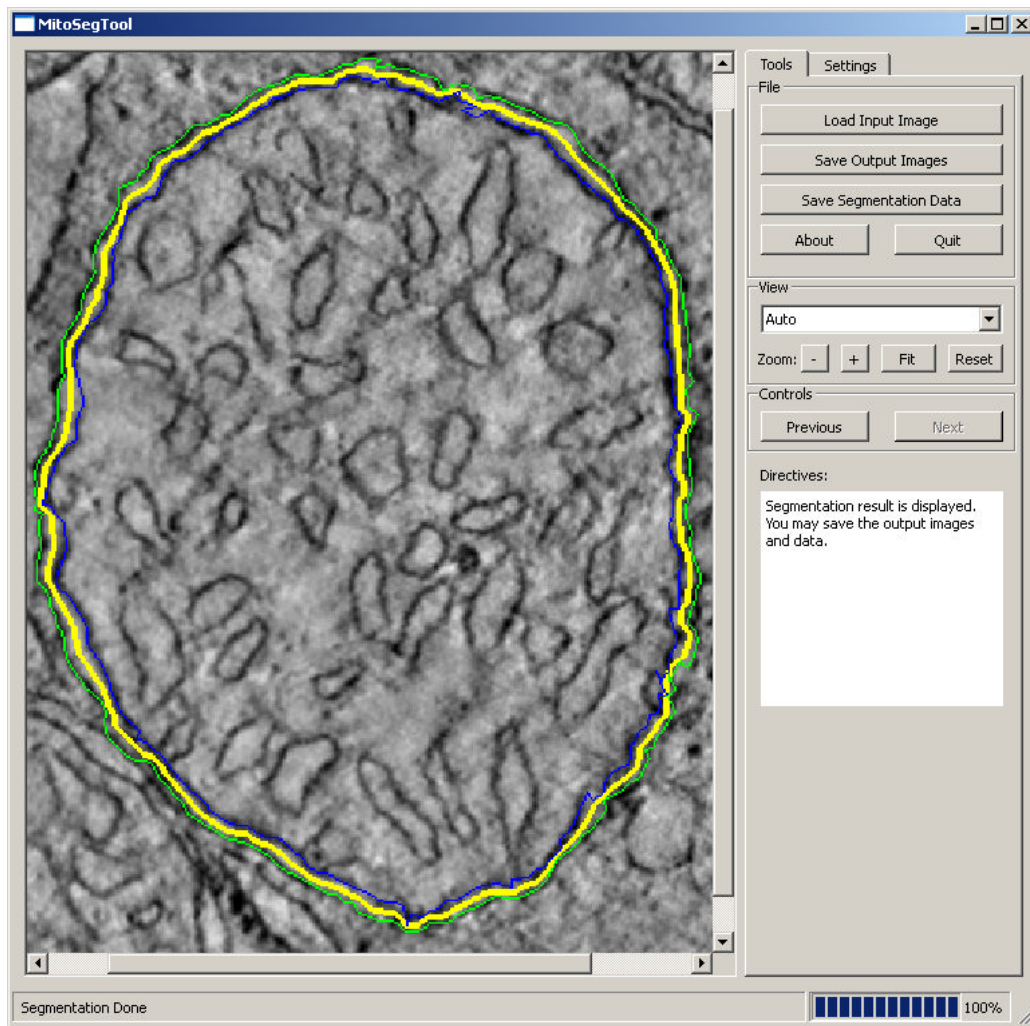 MitoSegTool
Tools
Settings
File
Load Input Image
Save Output Images
Save Segmentation Data
About
Quit
View
Auto
Zoom:
-
+
Fit
Reset
Controls
Previous
Next
Directives:
Segmentation result is displayed.
You may save the output images
and data.
Segmentation Done
100%